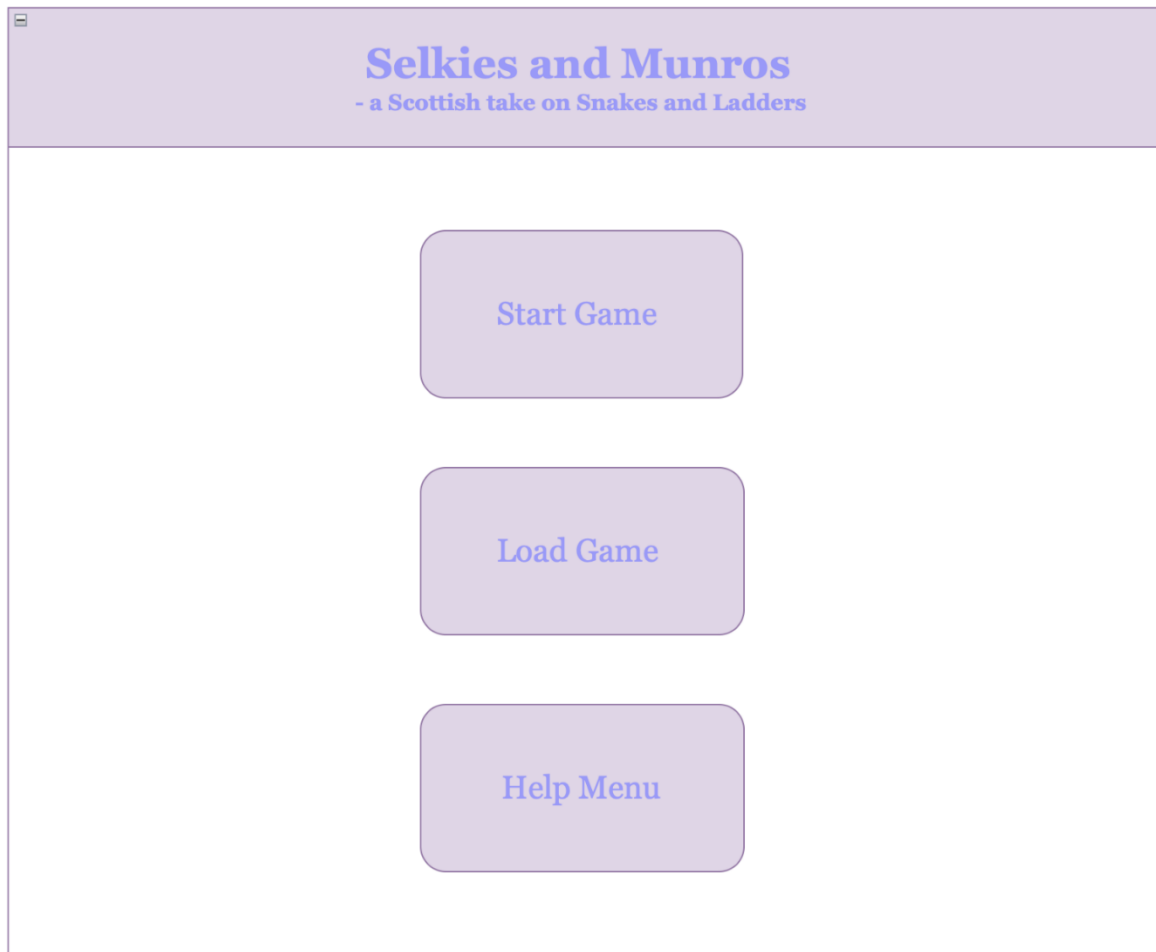 Selkies and Munros
- a Scottish take on Snakes and Ladders
Start Game
Load Game
Help Menu